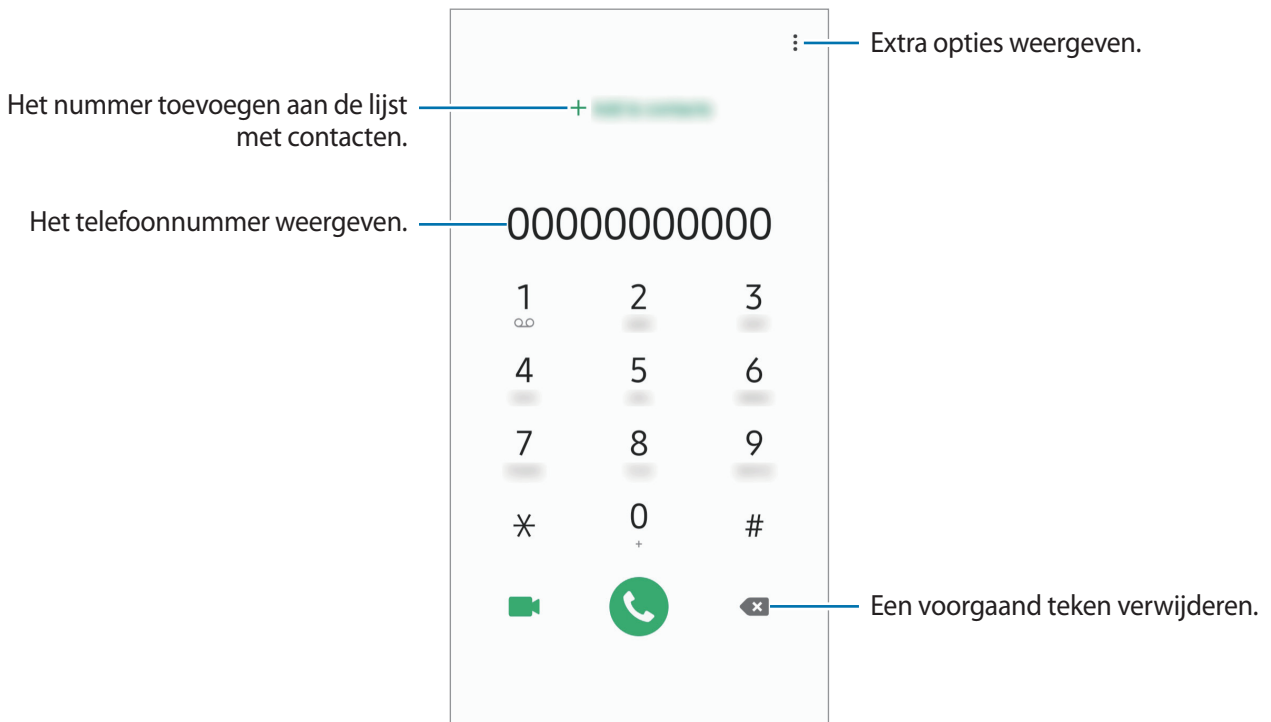 Extra opties weergeven.
Het nummer toevoegen aan de lijst
met contacten.
+
Het telefoonnummer weergeven.
00000000000
1 2 3
4 5 6
7 8 9
* 0 #
+
Een voorgaand teken verwijderen.